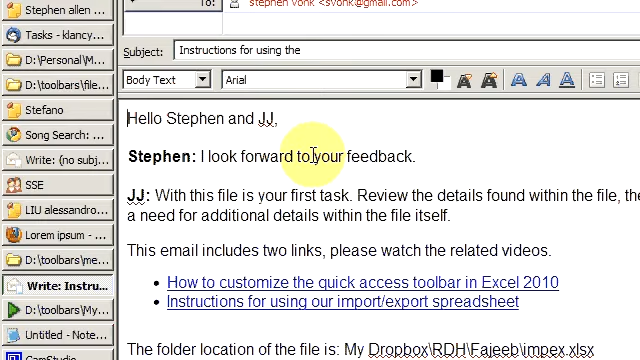 Stephen allen ...
To:
stephen vonk <svonk@gmail.com>
Tasks - klancy...
Subject: Instructions for using the
D:\Personal\M...
D:\toolbars\file...
Body Text
Arial
Stefano
Hello Stephen and JJ,
Song Search: ...
Stephen: I look forward to your feedback.
Write: (no subj...
SSE
JJ: With this file is your first task. Review the details found within the file, the
LIU alessandro...
a need for additional details within the file itself.
Lorem ipsum - ...
This email includes two links, please watch the related videos.
D:\toolbars\me...
How to customize the quick access toolbar in Excel 2010
Write: Instru...
Instructions for using our import/export spreadsheet
D:\toolbars\My...
Untitled - Note...
The folder location of the file is: My Dropbox\RDH\Fajeeb\impex.xlsx
CamStudio